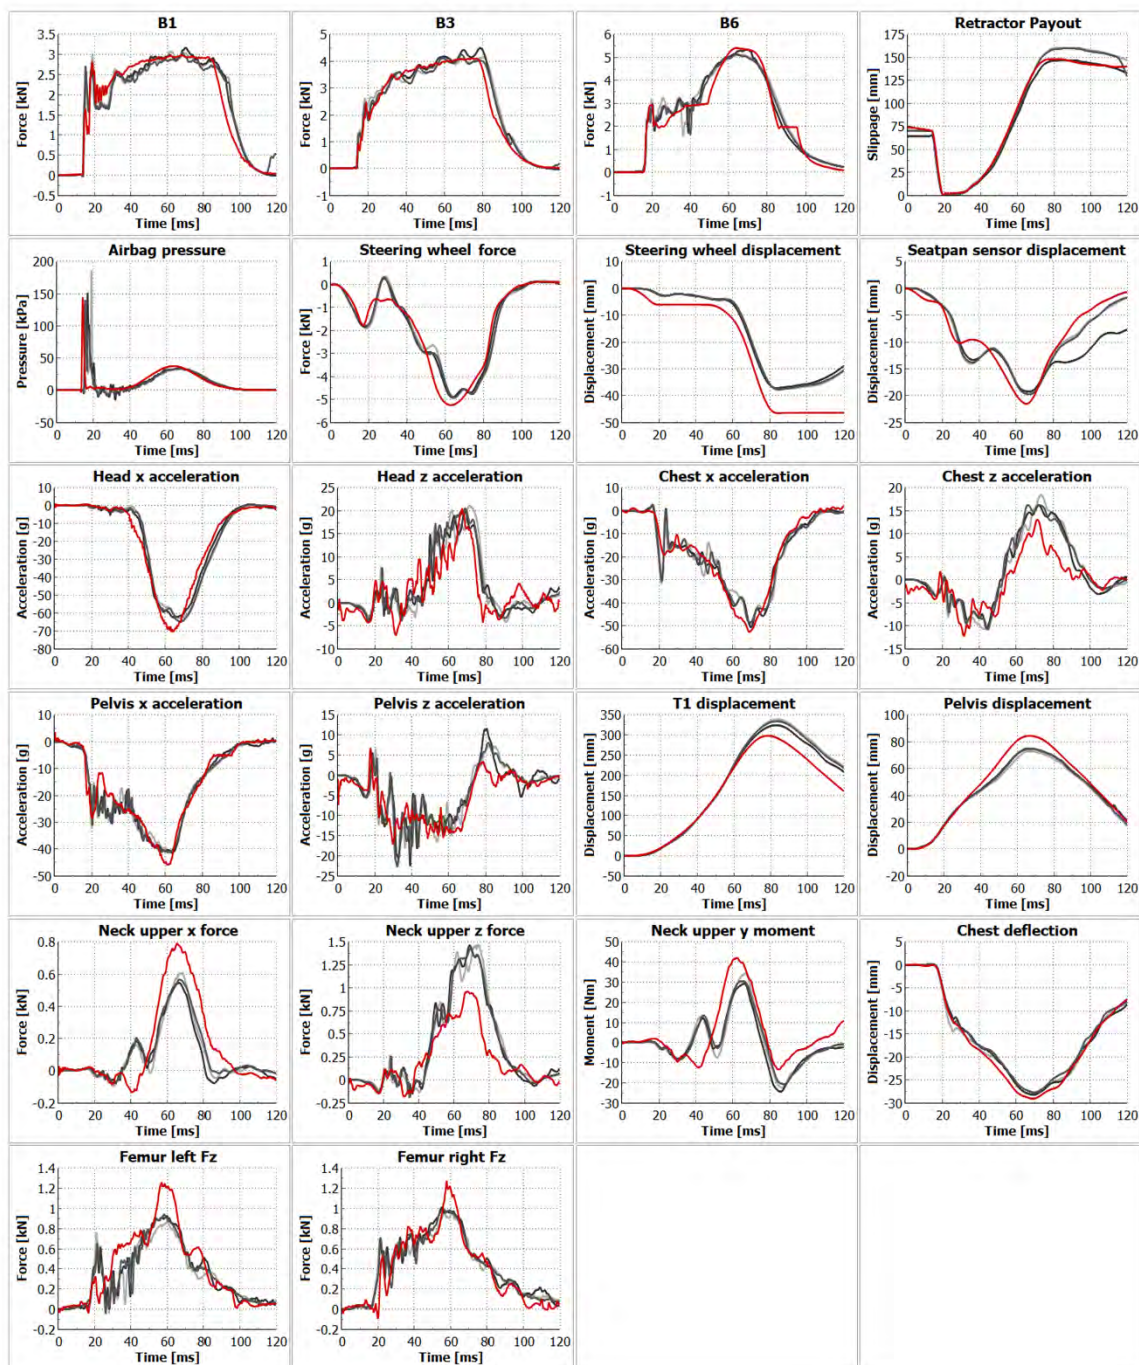 B1
Force [kN]
3.5
3
2.5
2
1.5
1
0.5
0
-0.5
0 20 40 60 80 100 120
Time [ms]
B3
Force [kN]
5
4
3
2
1
0
-1
0 20 40 60 80 100 120
Time [ms]
B6
Force [kN]
6
5
4
3
2
1
0
-1
0 20 40 60 80 100 120
Time [ms]
Retractor Payout
Slippage [mm]
175
150
125
100
75
50
25
0
0 20 40 60 80 100 120
Time [ms]
Airbag pressure
Pressure [kPa]
200
150
100
50
0
-50
0 20 40 60 80 100 120
Time [ms]
Steering wheel force
Force [kN]
1
0
-1
-2
-3
-4
-5
-6
0 20 40 60 80 100 120
Time [ms]
Steering wheel displacement
Displacement [mm]
10
0
-10
-20
-30
-40
-50
0 20 40 60 80 100 120
Time [ms]
Seatpan sensor displacement
Displacement [mm]
5
0
-5
-10
-15
-20
-25
0 20 40 60 80 100 120
Time [ms]
Head x acceleration
Acceleration [g]
10
0
-10
-20
-30
-40
-50
-60
-70
-80
0 20 40 60 80 100 120
Time [ms]
Head z acceleration
Acceleration [g]
25
20
15
10
5
0
-5
-10
0 20 40 60 80 100 120
Time [ms]
Chest x acceleration
Acceleration [g]
10
0
-10
-20
-30
-40
-50
-60
0 20 40 60 80 100 120
Time [ms]
Chest z acceleration
Acceleration [g]
20
15
10
5
0
-5
-10
-15
0 20 40 60 80 100 120
Time [ms]
Pelvis x acceleration
Acceleration [g]
10
0
-10
-20
-30
-40
-50
0 20 40 60 80 100 120
Time [ms]
Pelvis z acceleration
Acceleration [g]
15
10
5
0
-5
-10
-15
-20
-25
0 20 40 60 80 100 120
Time [ms]
T1 displacement
Displacement [mm]
350
300
250
200
150
100
50
0
-50
0 20 40 60 80 100 120
Time [ms]
Pelvis displacement
Displacement [mm]
100
80
60
40
20
0
-20
0 20 40 60 80 100 120
Time [ms]
Neck upper x force
Force [kN]
0.8
0.6
0.4
0.2
0
-0.2
0 20 40 60 80 100 120
Time [ms]
Neck upper z force
Force [kN]
1.5
1.25
1
0.75
0.5
0.25
0
-0.25
0 20 40 60 80 100 120
Time [ms]
Neck upper y moment
Moment [Nm]
50
40
30
20
10
0
-10
-20
-30
0 20 40 60 80 100 120
Time [ms]
Chest deflection
Displacement [mm]
5
0
-5
-10
-15
-20
-25
-30
0 20 40 60 80 100 120
Time [ms]
Femur left Fz
Force [kN]
1.4
1.2
1
0.8
0.6
0.4
0.2
0
-0.2
0 20 40 60 80 100 120
Time [ms]
Femur right Fz
Force [kN]
1.4
1.2
1
0.8
0.6
0.4
0.2
0
-0.2
0 20 40 60 80 100 120
Time [ms]